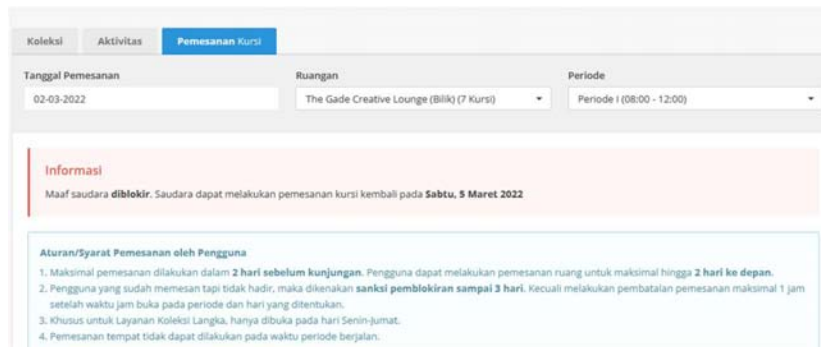 Koleksi Aktivitas Pemesanan Kursi
Tanggal Pemesanan Ruangan Periode
02-03-2022 The Gade Creative Lounge (Bilik) (7 Kursi) Periode I (08:00 - 12:00)
Informasi
Maaf saudara diblokir. Saudara dapat melakukan pemesanan kursi kembali pada Sabtu, 5 Maret 2022
Aturan/Syarat Pemesanan oleh Pengguna
1. Maksimal pemesanan dilakukan dalam 2 hari sebelum kunjungan. Pengguna dapat melakukan pemesanan ruang untuk maksimal hingga 2 hari ke depan.
2. Pengguna yang sudah memesan tapi tidak hadir, maka dikenakan sanksi pemblokiran sampai 3 hari. Kecuali melakukan pembatalan pemesanan maksimal 1 jam
setelah waktu jam buka pada periode dan hari yang ditentukan.
3. Khusus untuk Layanan Koleksi Langka, hanya dibuka pada hari Senin-Jumat.
4. Pemesanan tempat tidak dapat dilakukan pada waktu periode berjalan.